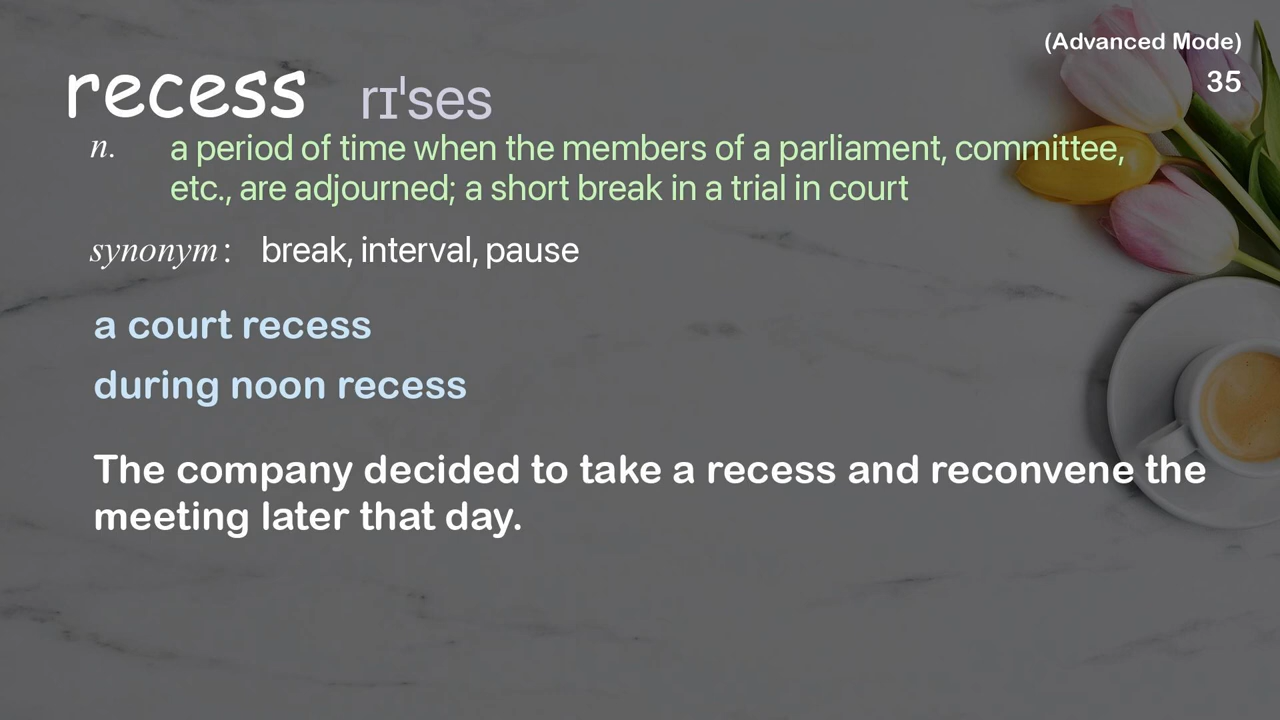 (Advanced Mode)
recess rɪˈses
35
n. a period of time when the members of a parliament, committee,
etc., are adjourned; a short break in a trial in court
synonym : break, interval, pause
a court recess
during noon recess
The company decided to take a recess and reconvene the
meeting later that day.